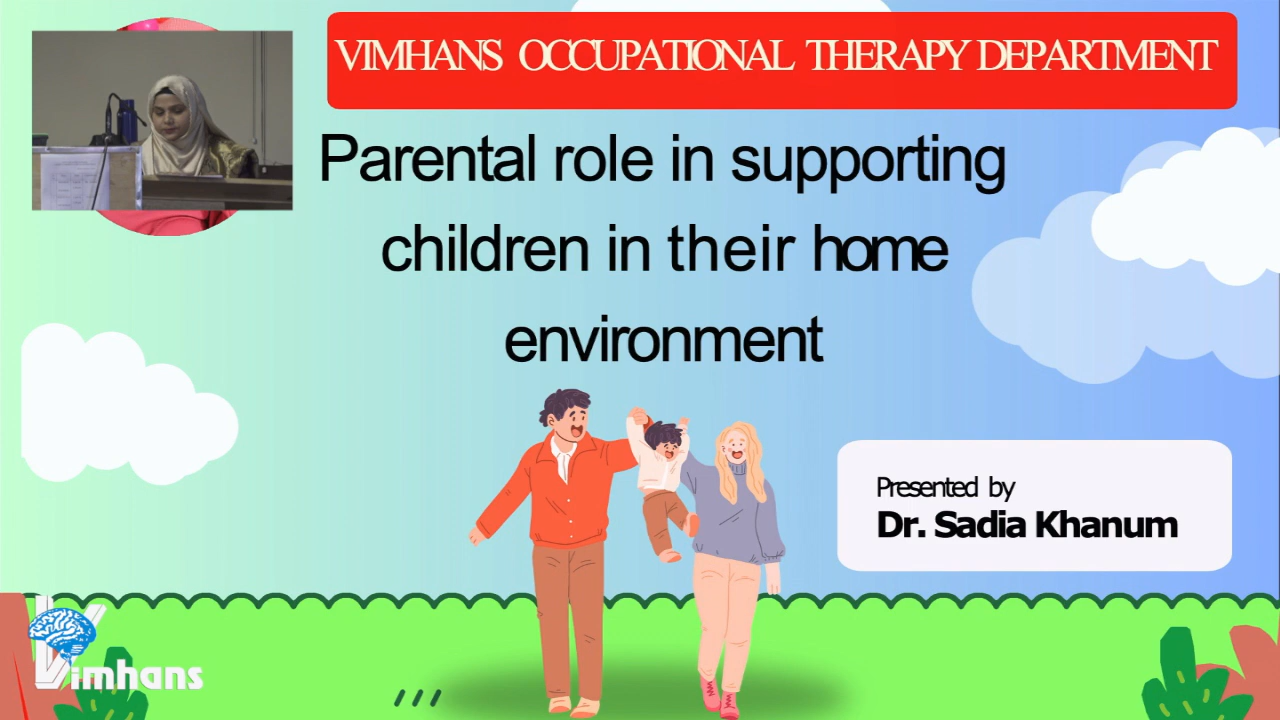 VIMHANS OCCUPATIONAL THERAPY DEPARTMENT
Parental role in supporting
children in their home
environment
Presented by
Dr. Sadia Khanum
Vimhans